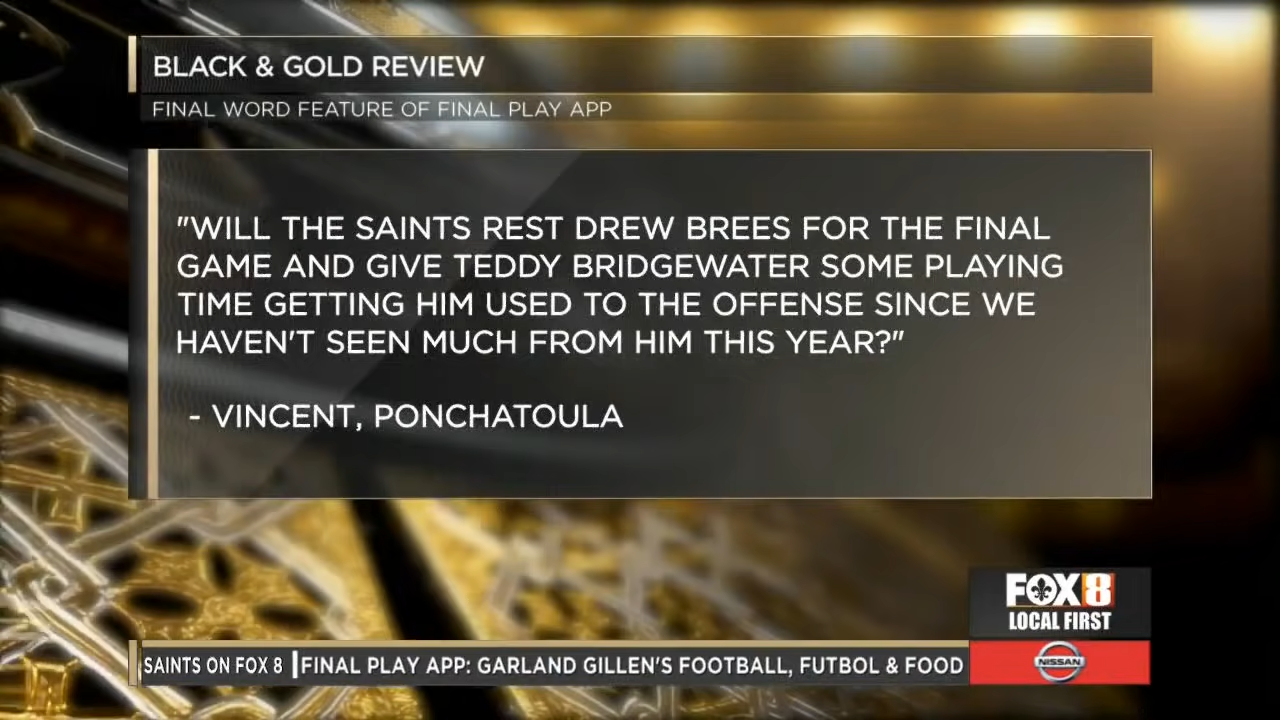 BLACK & GOLD REVIEW
FINAL WORD FEATURE OF FINAL PLAY APP
"WILL THE SAINTS REST DREW BREES FOR THE FINAL
GAME AND GIVE TEDDY BRIDGEWATER SOME PLAYING
TIME GETTING HIM USED TO THE OFFENSE SINCE WE
HAVEN'T SEEN MUCH FROM HIM THIS YEAR?"
- VINCENT, PONCHATOULA
FOX 8
LOCAL FIRST
SAINTS ON FOX 8 | FINAL PLAY APP: GARLAND GILLEN'S FOOTBALL, FUTBOL & FOOD
NISSAN